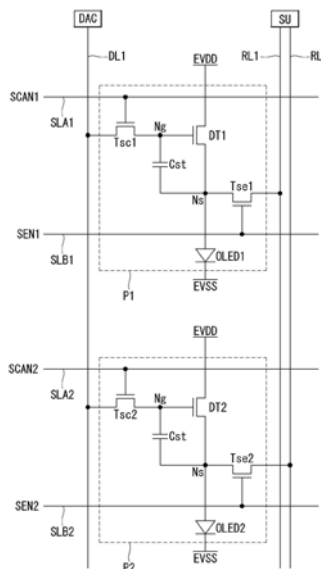 DAC
SU
DL1
RL1
RL
EVDD
SCAN1
SLA1
Ng
DT1
Tsc1
Cst
Tse1
Ns
SEN1
SLB1
OLED1
EVSS
P1
EVDD
SCAN2
SLA2
Ng
DT2
Tsc2
Cst
Tse2
Ns
SEN2
SLB2
OLED2
EVSS
P2